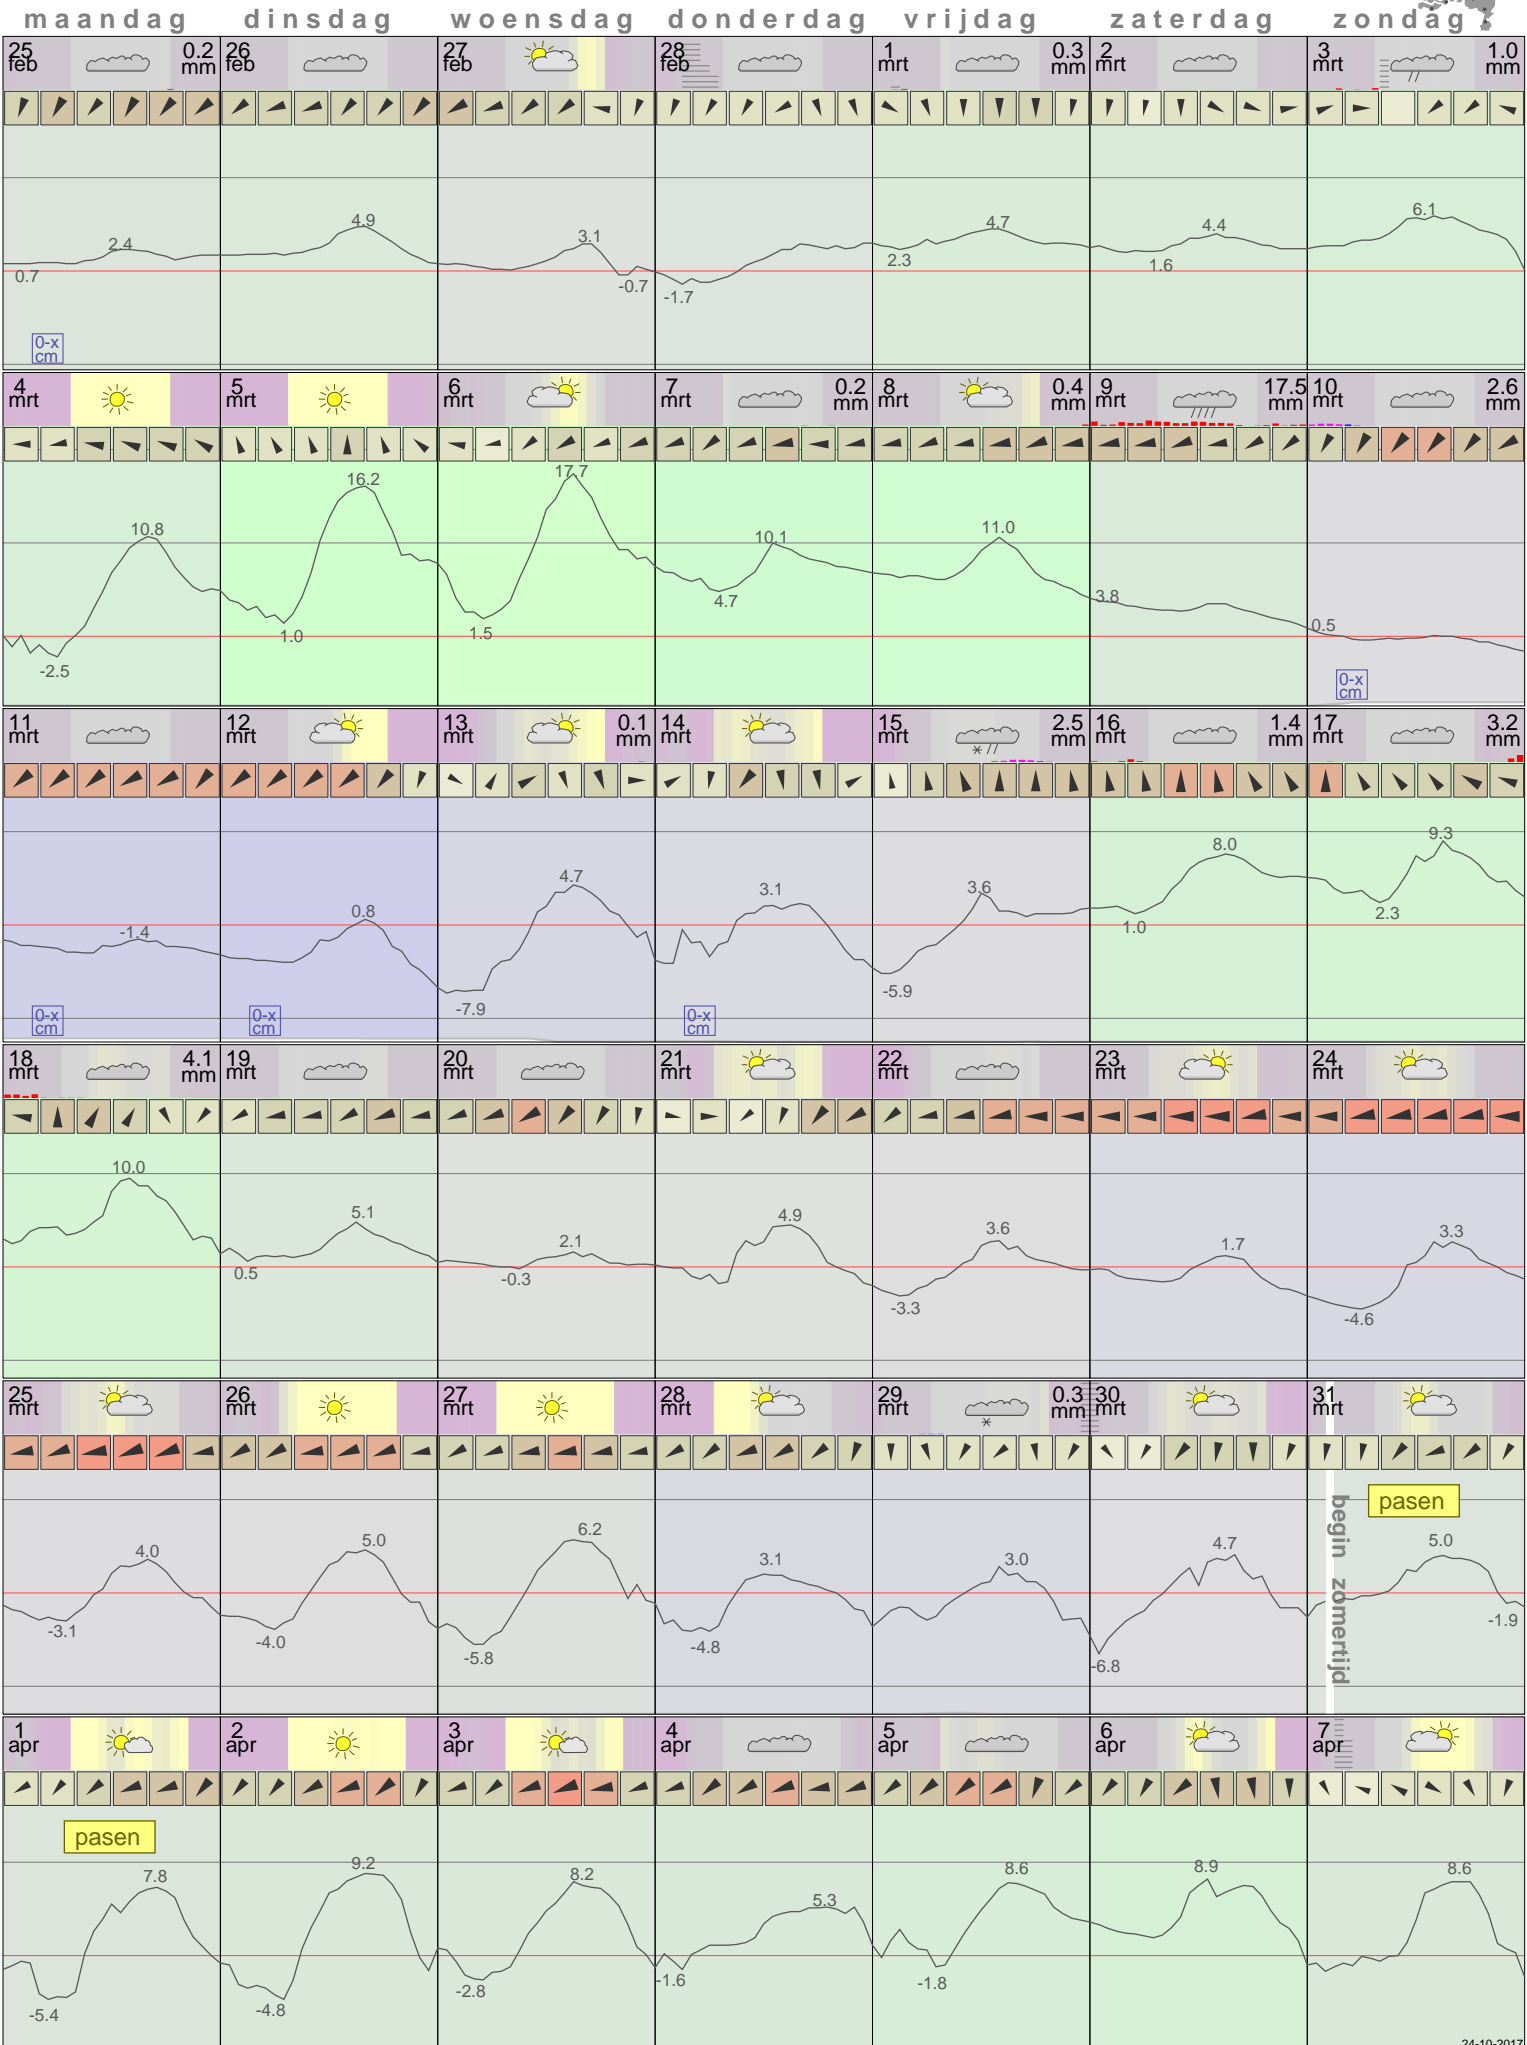 maandag dinsdag woensdag donderdag vrijdag zaterdag zondag
25 feb 0.2 mm 26 feb 27 feb 28 feb 1 mrt 0.3 mm 2 mrt 3 mrt 1.0 mm
0.7 2.4 4.9 3.1 -0.7 -1.7 2.3 4.7 1.6 4.4 6.1
0-x cm
4 mrt 5 mrt 6 mrt 7 mrt 0.2 mm 8 mrt 0.4 mm 9 mrt 17.5 mm 10 mrt 2.6 mm
-2.5 10.8 1.0 16.2 1.5 17.7 4.7 10.1 11.0 3.8 0.5
0-x cm
11 mrt 12 mrt 13 mrt 0.1 mm 14 mrt 15 mrt 2.5 mm 16 mrt 1.4 mm 17 mrt 3.2 mm
-1.4 0.8 -7.9 4.7 3.1 -5.9 3.6 1.0 8.0 2.3 9.3
0-x cm 0-x cm 0-x cm
18 mrt 4.1 mm 19 mrt 20 mrt 21 mrt 22 mrt 23 mrt 24 mrt
10.0 0.5 5.1 -0.3 2.1 4.9 -3.3 3.6 1.7 -4.6 3.3
25 mrt 26 mrt 27 mrt 28 mrt 29 mrt 0.3 mm 30 mrt 31 mrt
pasen
begin zomertijd
-3.1 4.0 -4.0 5.0 -5.8 6.2 -4.8 3.1 3.0 -6.8 4.7 5.0 -1.9
1 apr 2 apr 3 apr 4 apr 5 apr 6 apr 7 apr
pasen
-5.4 7.8 -4.8 9.2 -2.8 8.2 -1.6 5.3 -1.8 8.6 8.9 8.6
24-10-2017